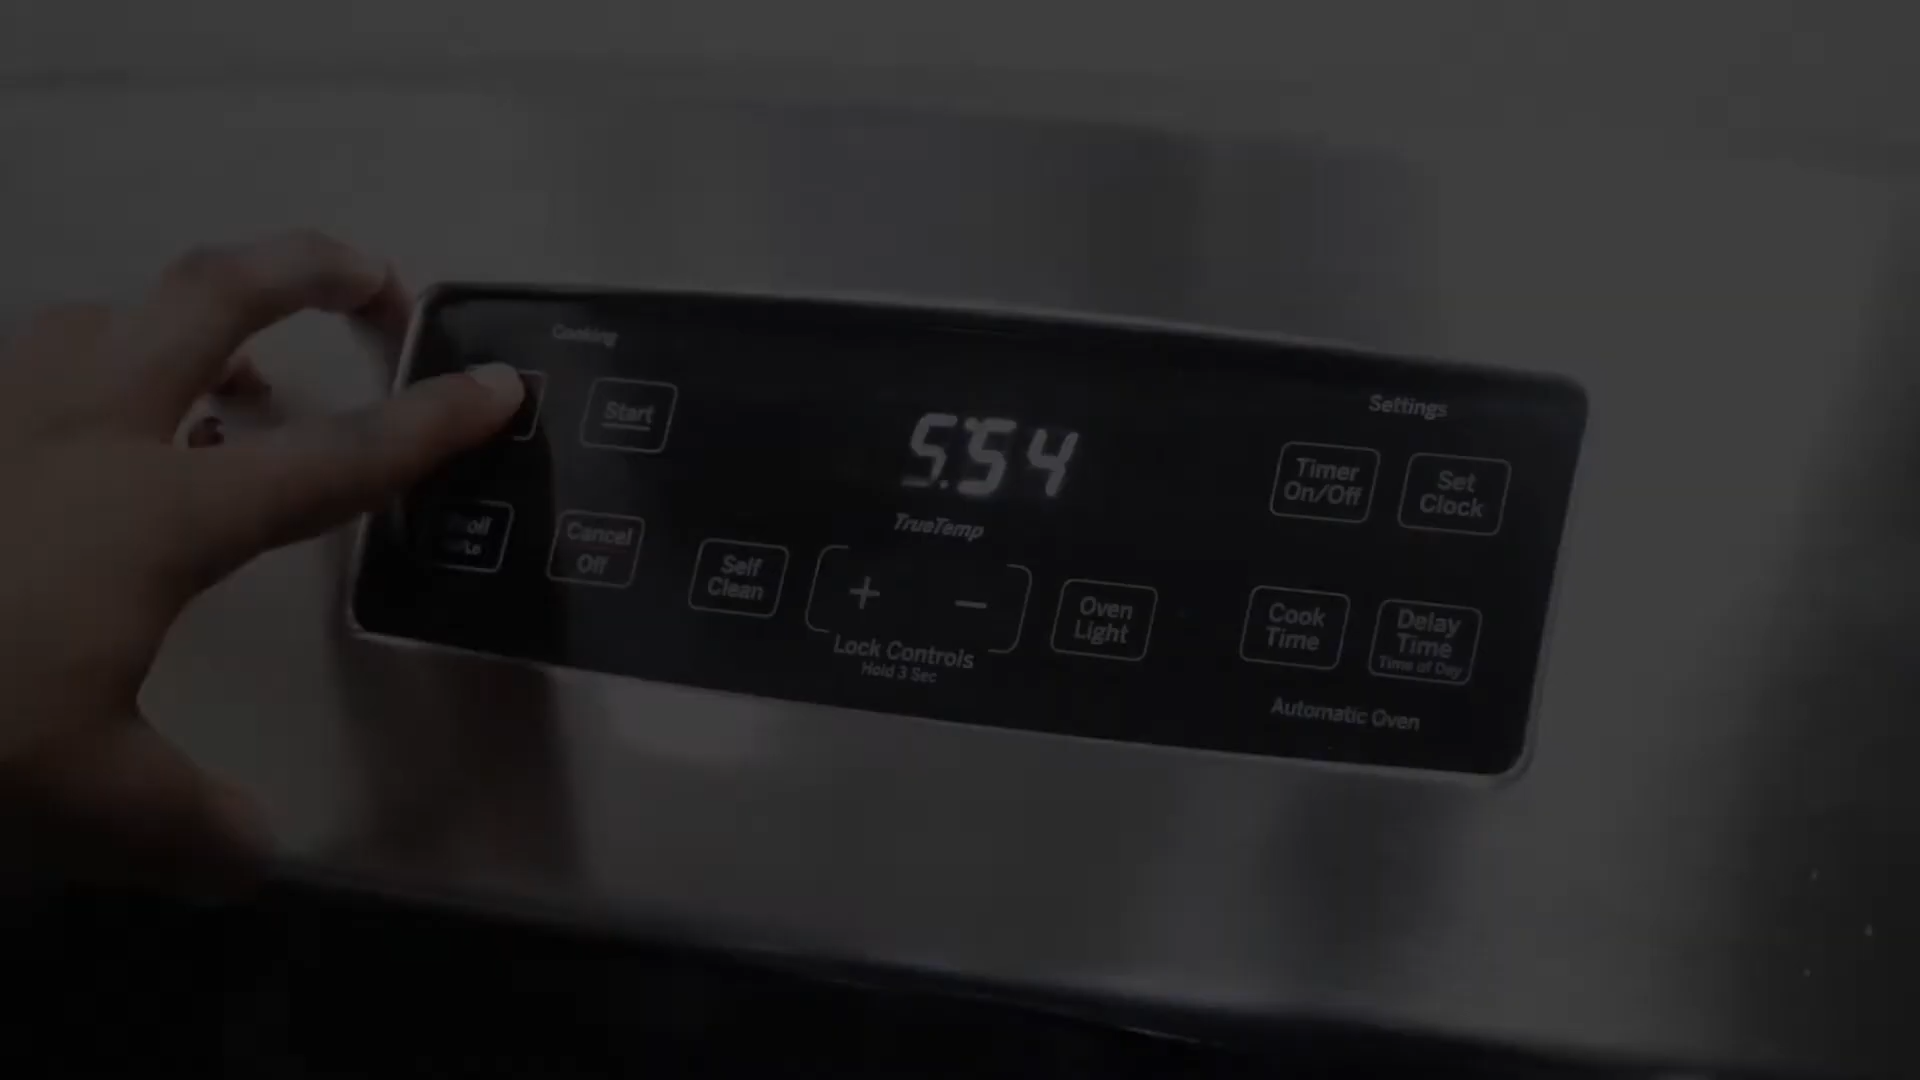 Cooking
Start
5:54
Settings
Timer
On/Off
Set
Clock
TrueTemp
Cancel
Off
Self
Clean
+ −
Lock Controls
Hold 3 Sec
Oven
Light
Cook
Time
Delay
Time
Time of Day
Automatic Oven